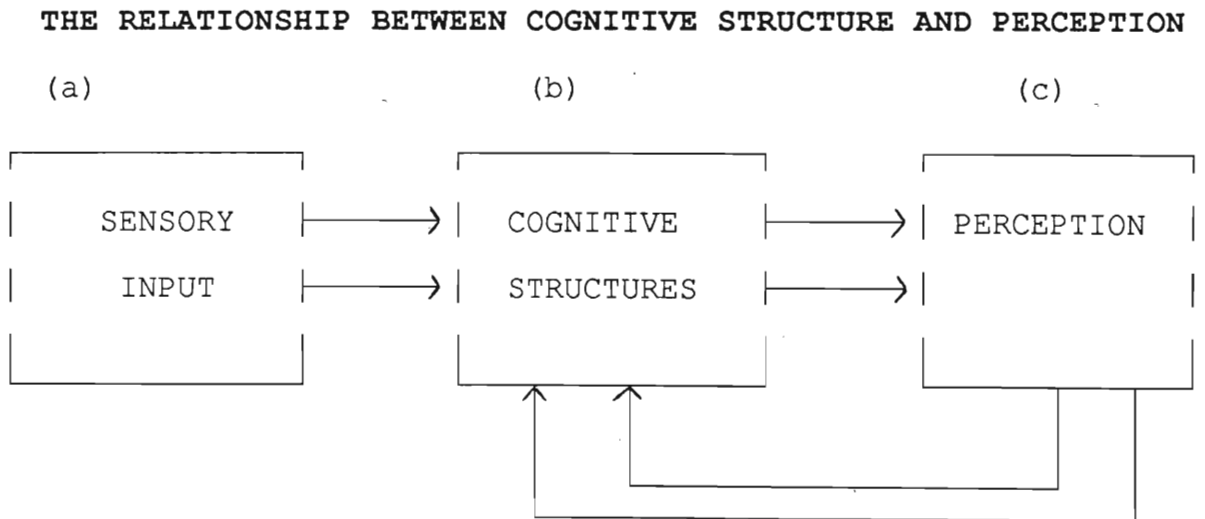 THE RELATIONSHIP BETWEEN COGNITIVE STRUCTURE AND PERCEPTION
(a) (b) (c)
SENSORY COGNITIVE PERCEPTION
INPUT STRUCTURES